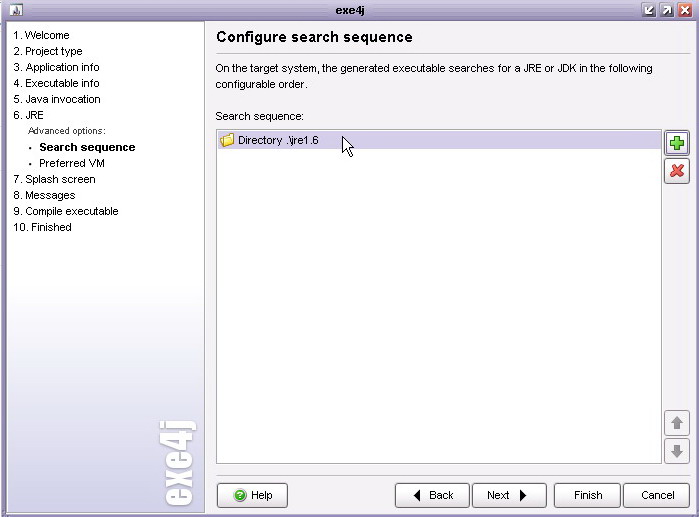 exe4j
1. Welcome
2. Project type
3. Application info
4. Executable info
5. Java invocation
6. JRE
Advanced options:
• Search sequence
• Preferred VM
7. Splash screen
8. Messages
9. Compile executable
10. Finished
exe4j
Configure search sequence
On the target system, the generated executable searches for a JRE or JDK in the following
configurable order.
Search sequence:
Directory .\jre1.6
Help
Back
Next
Finish
Cancel